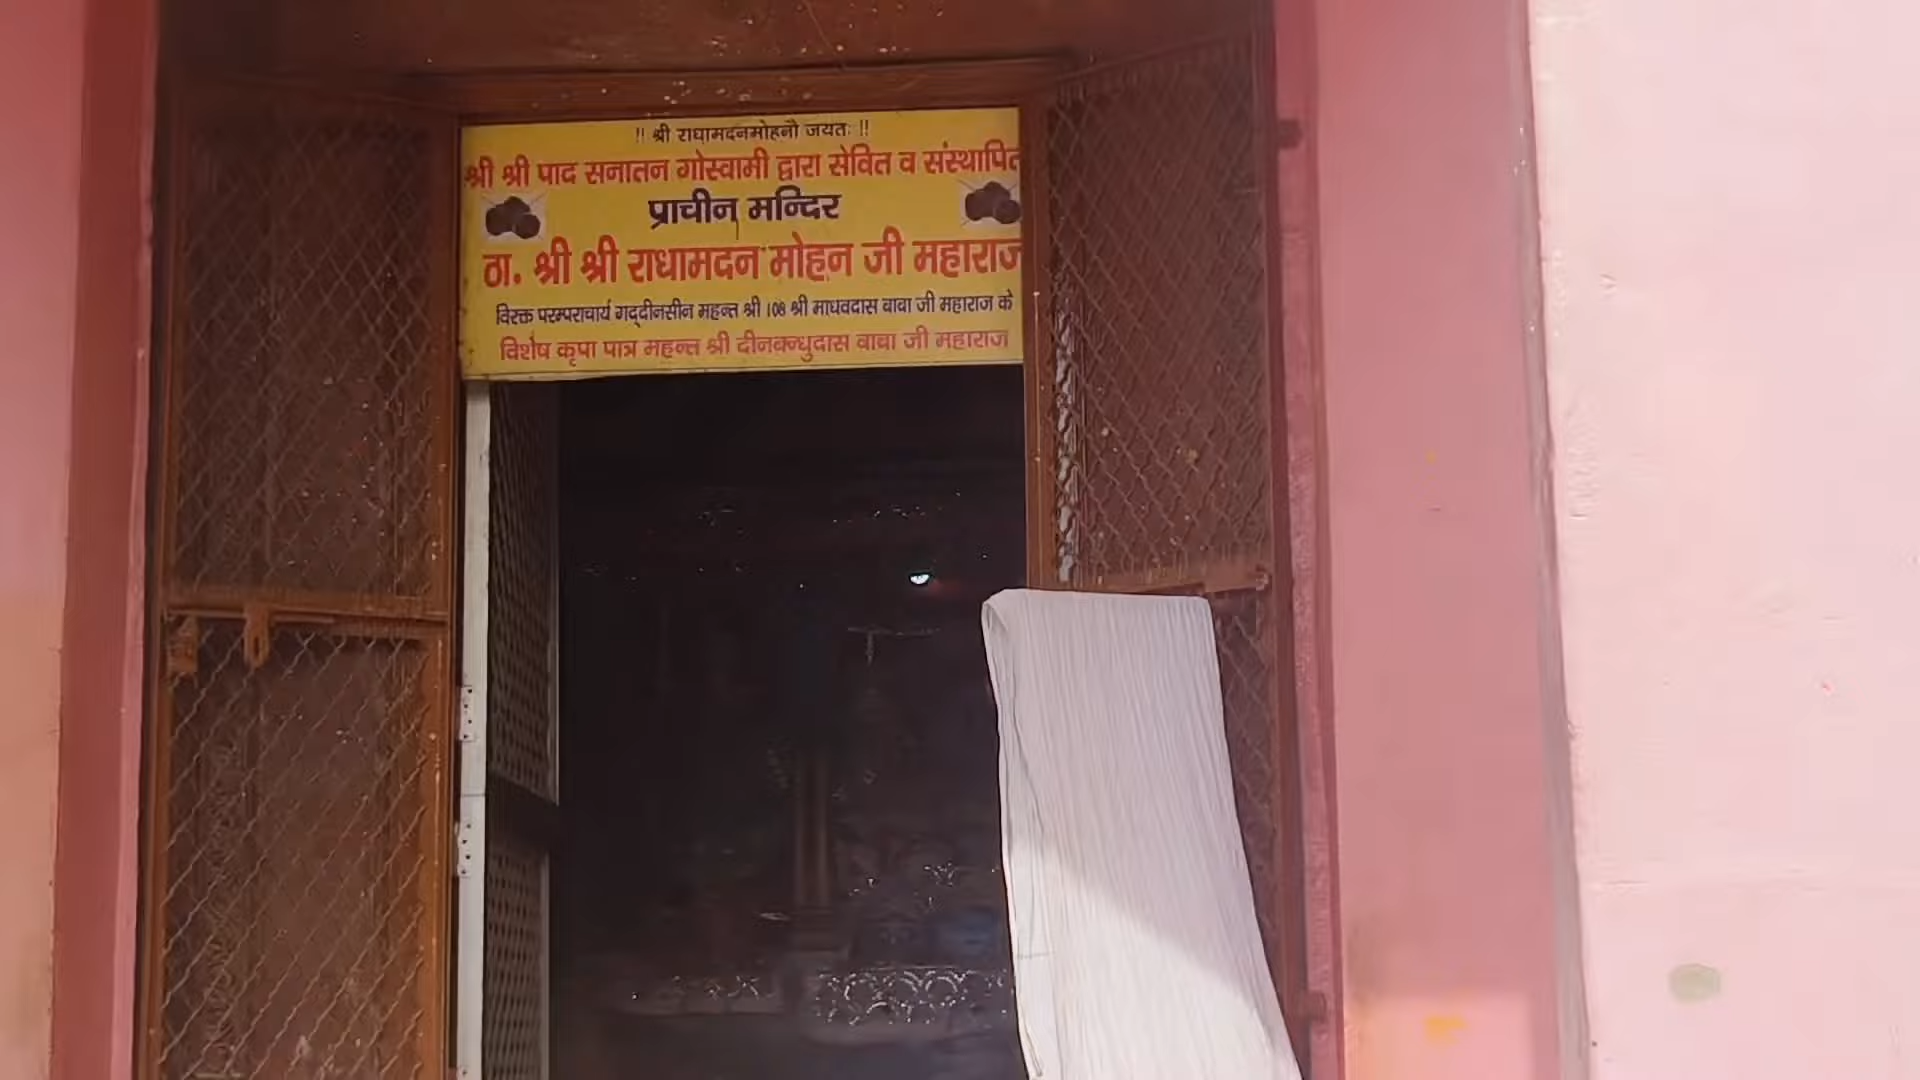 !! श्री राधामदनमोहनौ जयतः !!
श्री श्री पाद सनातन गोस्वामी द्वारा सेवित व संस्थापित
प्राचीन मन्दिर
ठा. श्री श्री राधामदन मोहन जी महाराज
विरक्त परम्पराचार्य गद्दीनसीन महन्त श्री 108 श्री माधवदास बाबा जी महाराज के
विशेष कृपा पात्र महन्त श्री दीनबन्धुदास बाबा जी महाराज